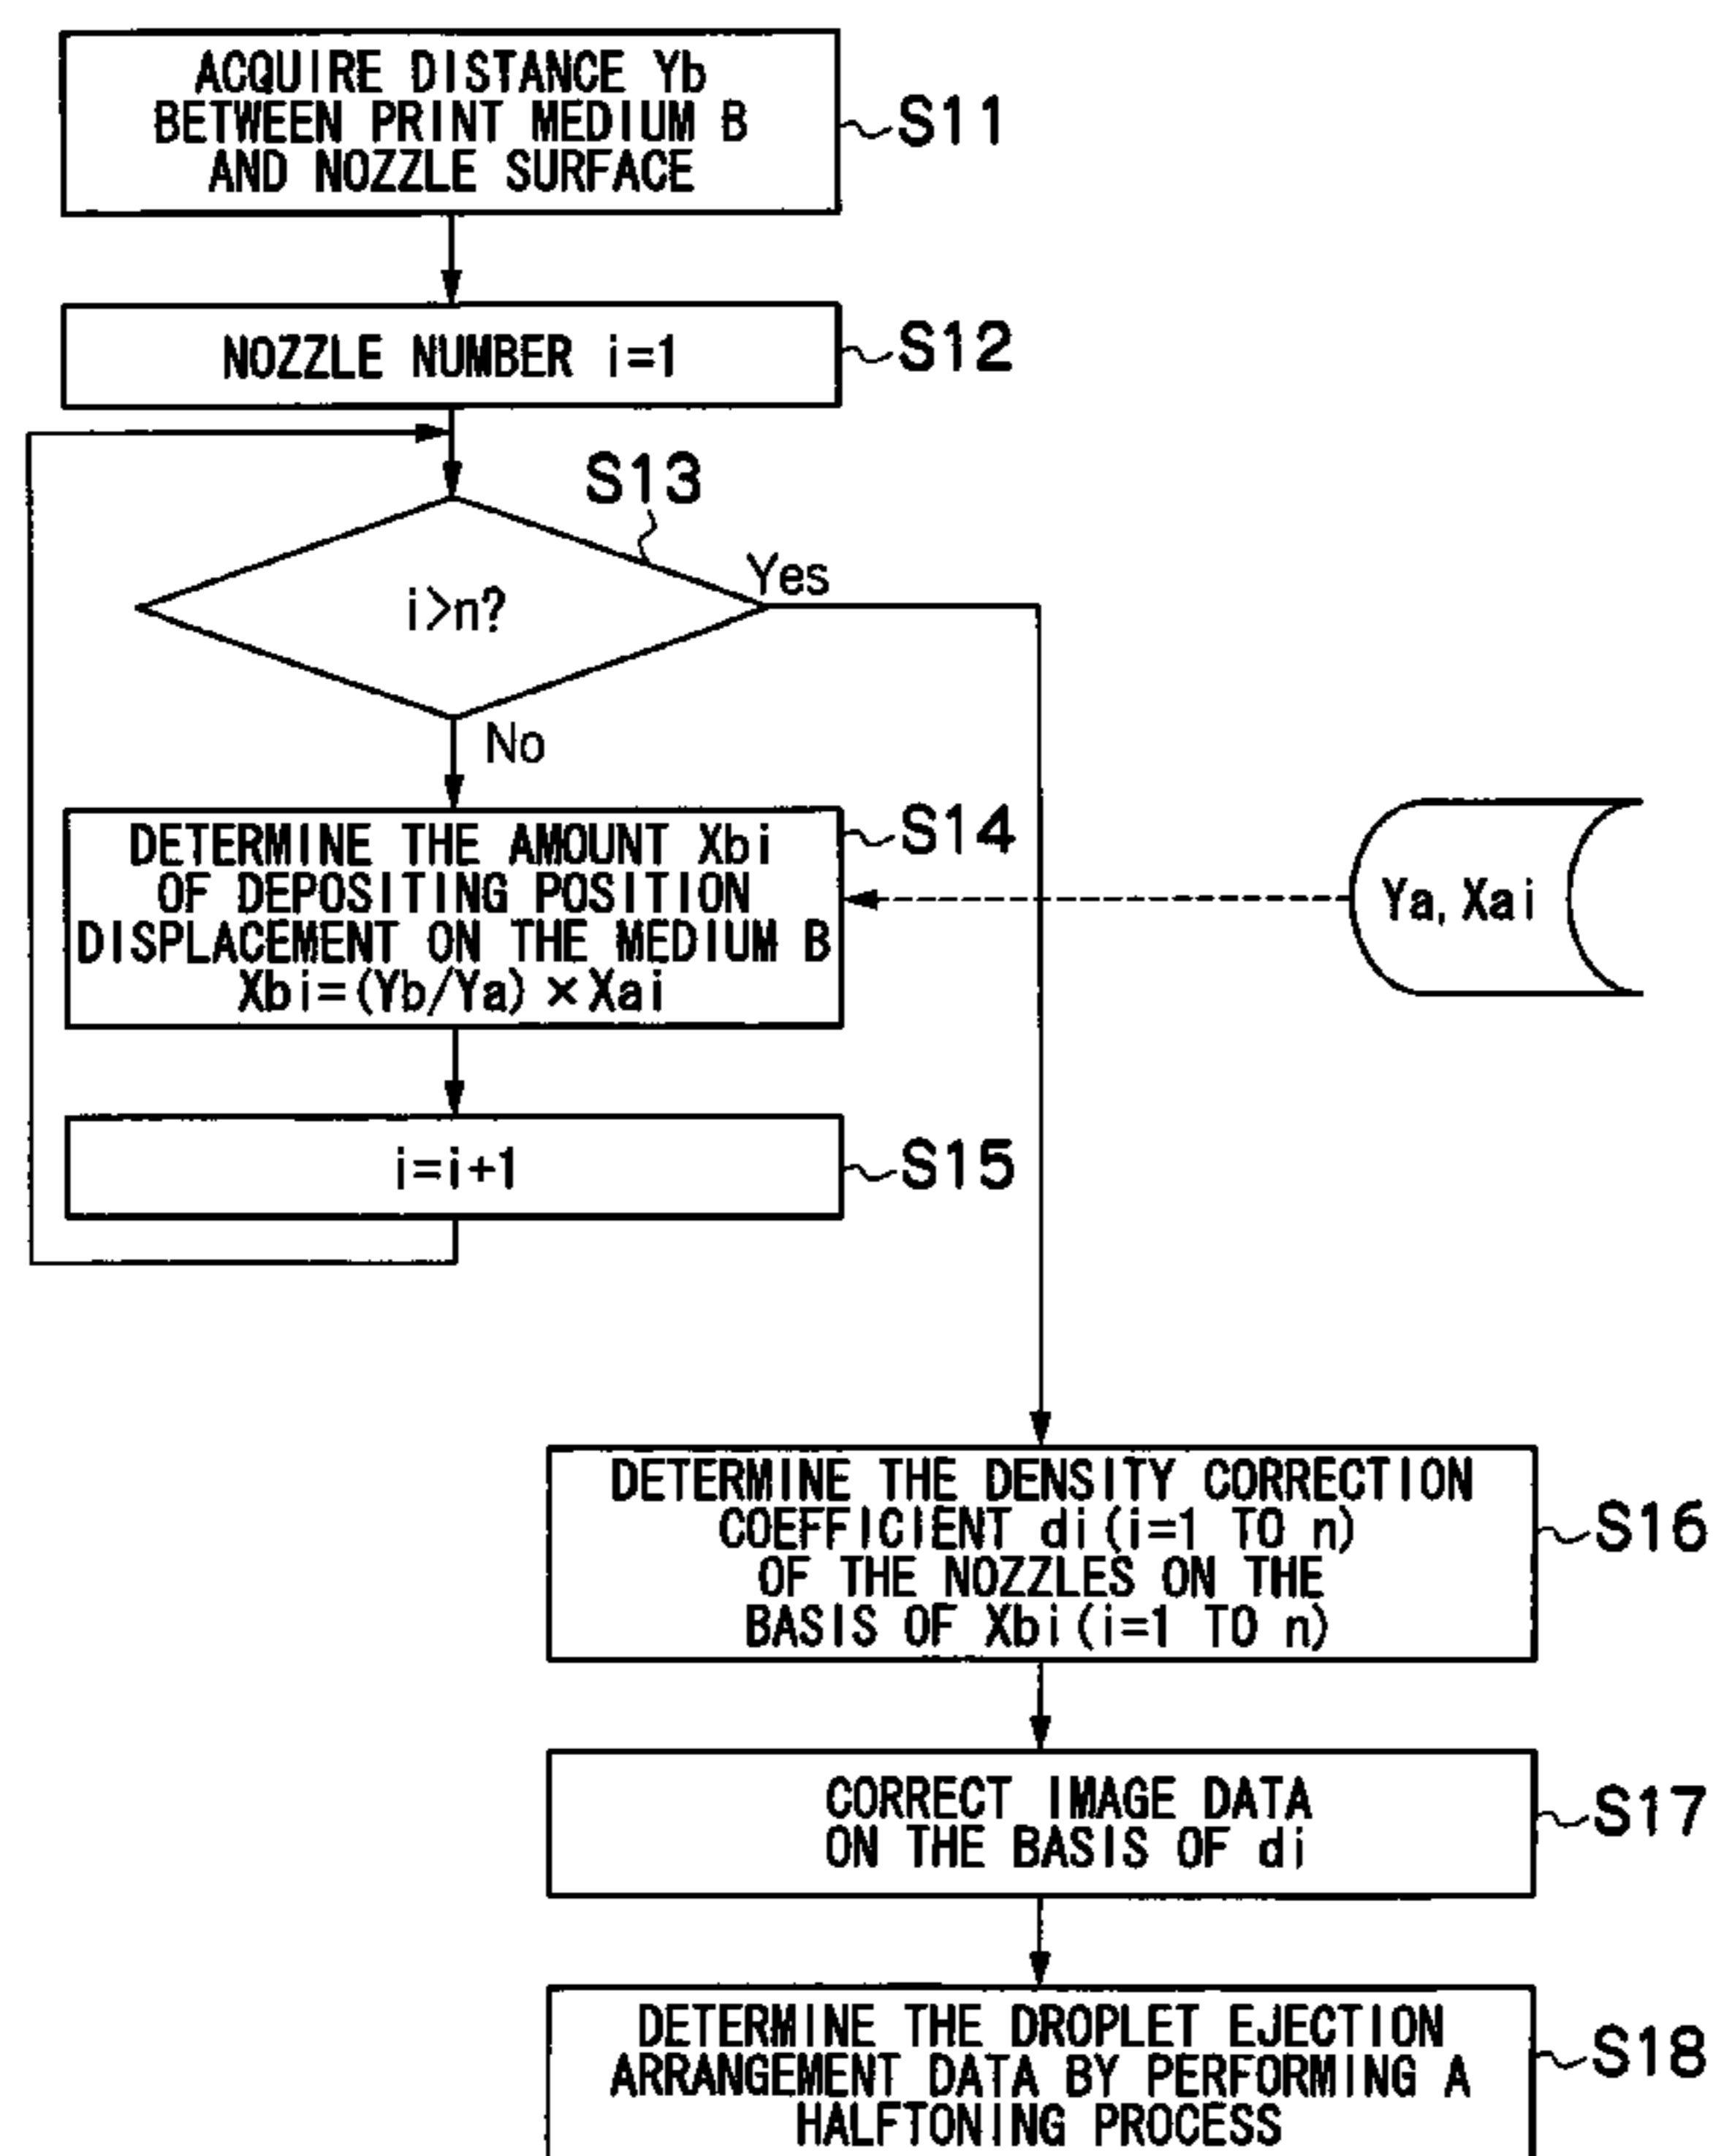 ACQUIRE DISTANCE Yb
BETWEEN PRINT MEDIUM B
AND NOZZLE SURFACE
S11
NOZZLE NUMBER i=1
S12
S13
i>n?
Yes
No
DETERMINE THE AMOUNT Xbi
OF DEPOSITING POSITION
DISPLACEMENT ON THE MEDIUM B
Xbi=(Yb/Ya)×Xai
S14
Ya, Xai
i=i+1
S15
DETERMINE THE DENSITY CORRECTION
COEFFICIENT di(i=1 TO n)
OF THE NOZZLES ON THE
BASIS OF Xbi(i=1 TO n)
S16
CORRECT IMAGE DATA
ON THE BASIS OF di
S17
DETERMINE THE DROPLET EJECTION
ARRANGEMENT DATA BY PERFORMING A
HALFTONING PROCESS
S18